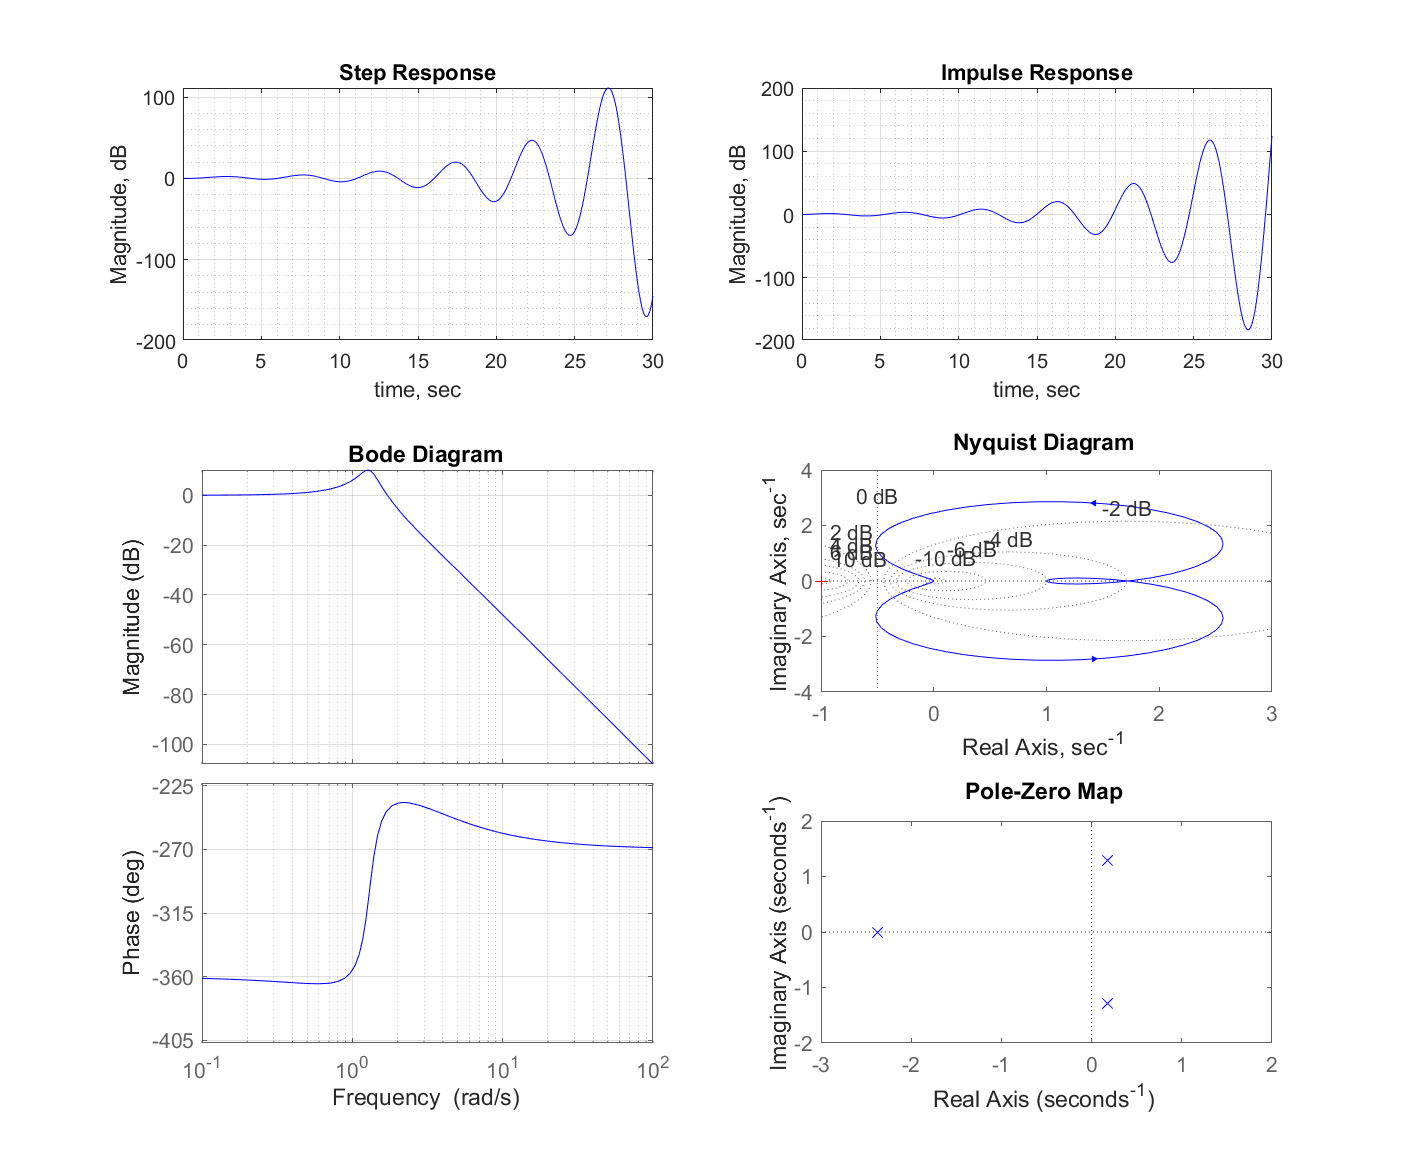 Step Response
Magnitude, dB
100
0
-100
-200
0 5 10 15 20 25 30
time, sec
Impulse Response
Magnitude, dB
200
100
0
-100
-200
0 5 10 15 20 25 30
time, sec
Bode Diagram
Magnitude (dB)
0
-20
-40
-60
-80
-100
Phase (deg)
-225
-270
-315
-360
-405
10-1 100 101 102
Frequency (rad/s)
Nyquist Diagram
Imaginary Axis, sec-1
4
2
0
-2
-4
0 dB
-2 dB
2 dB
4 dB
-4 dB
6 dB
-6 dB
10 dB
-10 dB
-1 0 1 2 3
Real Axis, sec-1
Pole-Zero Map
Imaginary Axis (seconds-1)
2
1
0
-1
-2
-3 -2 -1 0 1 2
Real Axis (seconds-1)